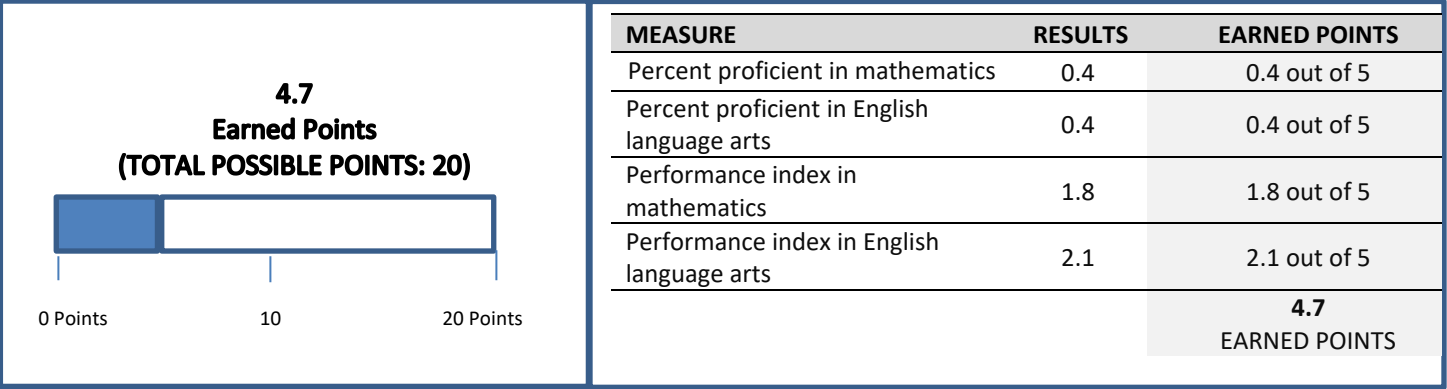 4.7
Earned Points
(TOTAL POSSIBLE POINTS: 20)
0 Points 10 20 Points
MEASURE RESULTS EARNED POINTS
Percent proficient in mathematics 0.4 0.4 out of 5
Percent proficient in English
language arts 0.4 0.4 out of 5
Performance index in
mathematics 1.8 1.8 out of 5
Performance index in English
language arts 2.1 2.1 out of 5
4.7
EARNED POINTS